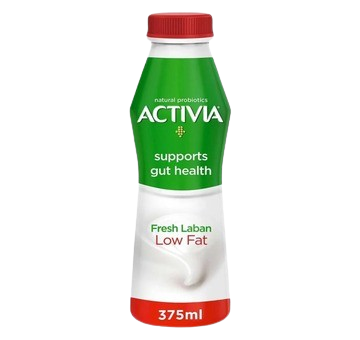 natural probiotics
ACTIVIA
supports
gut health
Fresh Laban
Low Fat
375ml